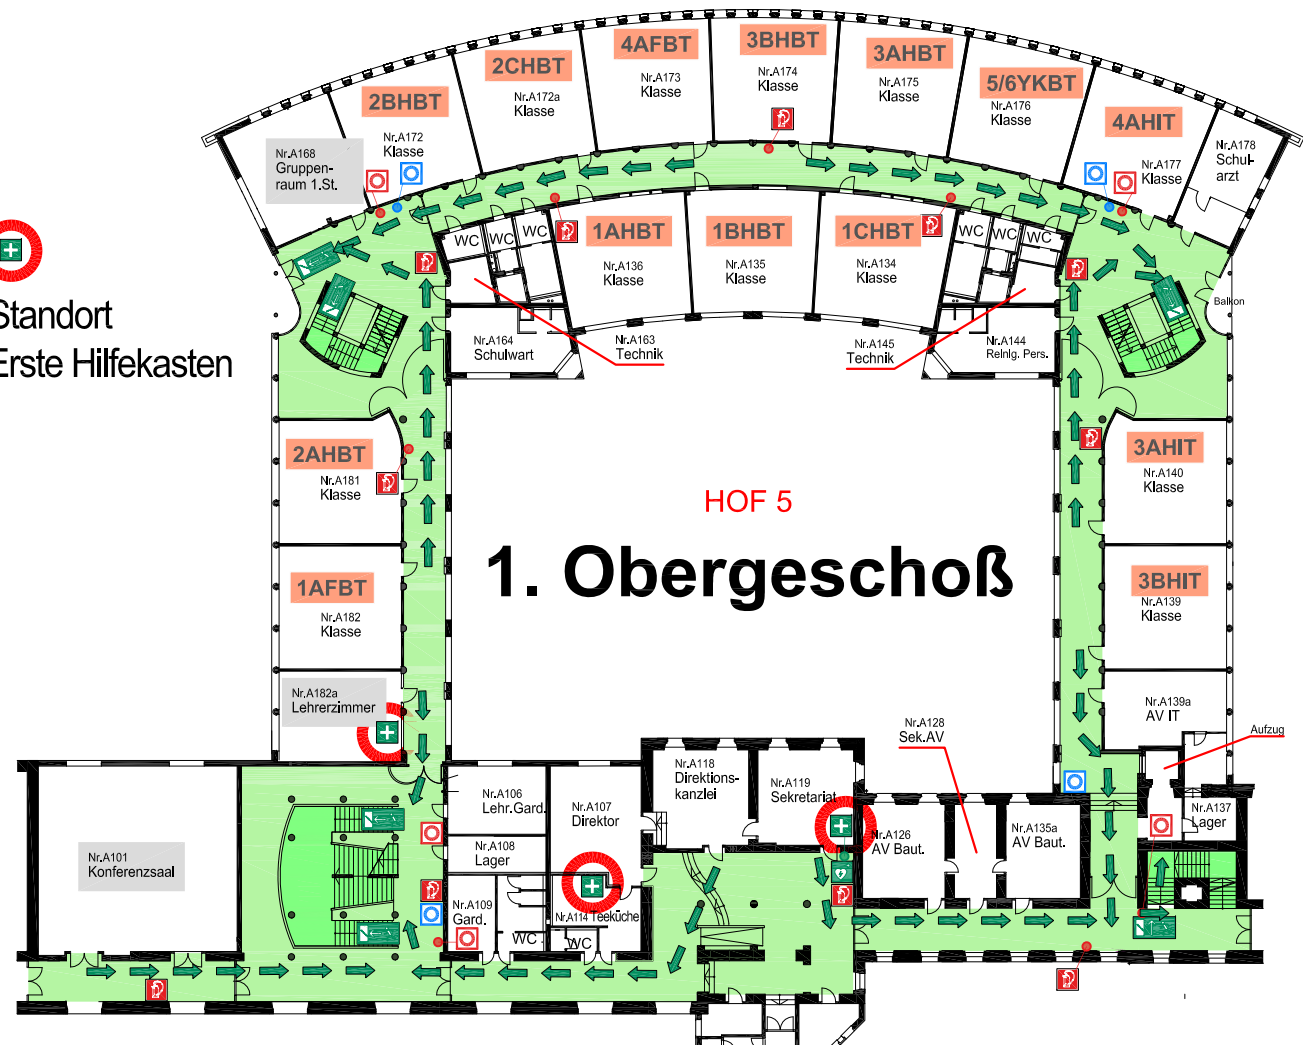 3BHBT
4AFBT
3AHBT
2CHBT
5/6YKBT
2BHBT
4AHIT
Nr.A174
Klasse
Nr.A173
Klasse
Nr.A175
Klasse
Nr.A172a
Klasse
Nr.A176
Klasse
Nr.A172
Klasse
Nr.A168
Gruppen-
raum 1.St.
Nr.A177
Klasse
Nr.A178
Schul-
arzt
WC
WC
WC
1AHBT
1BHBT
1CHBT
WC
WC
WC
Nr.A136
Klasse
Nr.A135
Klasse
Nr.A134
Klasse
Balkon
Standort
Erste Hilfekasten
Nr.A164
Schulwart
Nr.A163
Technik
Nr.A145
Technik
Nr.A144
Reinig. Pers.
2AHBT
Nr.A181
Klasse
3AHIT
Nr.A140
Klasse
HOF 5
1. Obergeschoß
1AFBT
Nr.A182
Klasse
3BHIT
Nr.A139
Klasse
Nr.A182a
Lehrerzimmer
Nr.A139a
AV IT
Nr.A128
Sek.AV
Aufzug
Nr.A118
Direktions-
kanzlei
Nr.A119
Sekretariat
Nr.A106
Lehr.Gard.
Nr.A107
Direktor
Nr.A126
AV Baut.
Nr.A135a
AV Baut.
Nr.A137
Lager
Nr.A101
Konferenzsaal
Nr.A108
Lager
Nr.A109
Gard.
Nr.A114 Teeküche
WC
WC